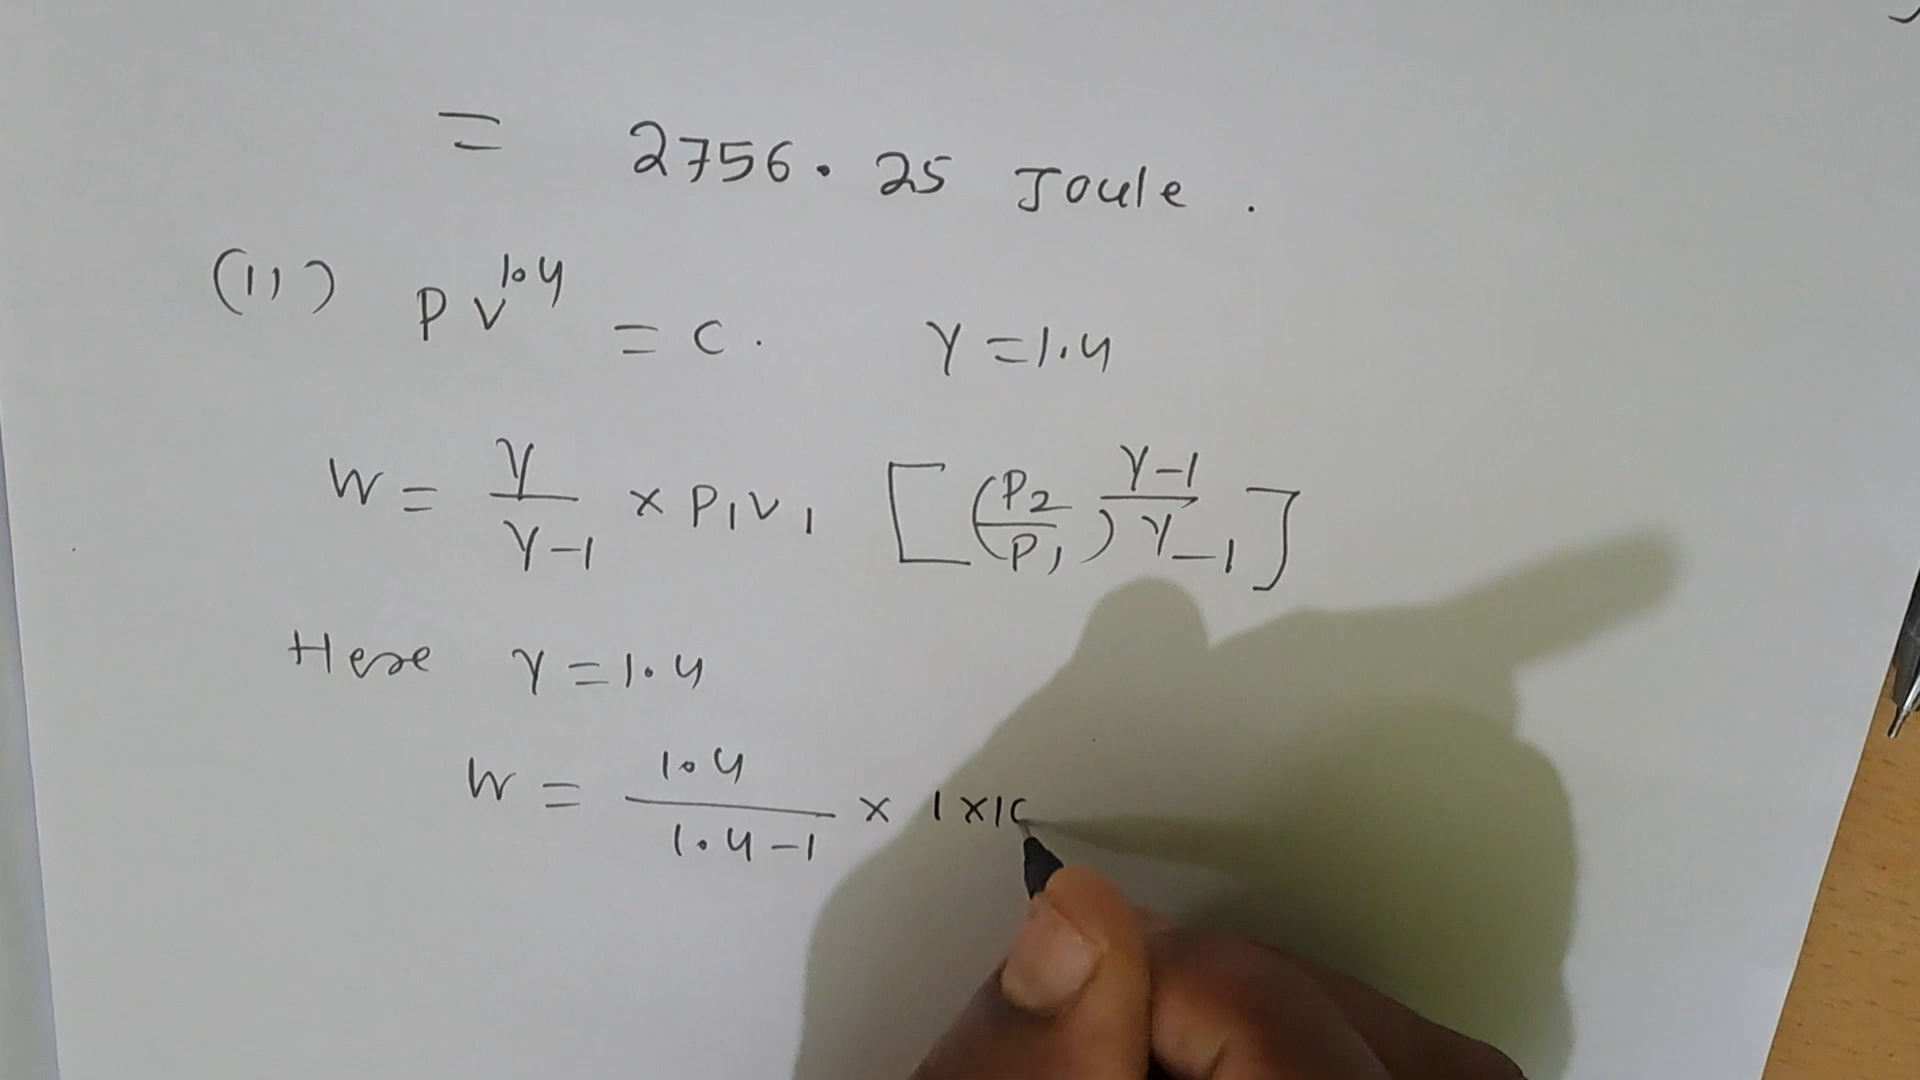 = 2756.25 Joule.
(ii) PV^1.4 = C. γ = 1.4
W = γ/γ-1 × P1V1 [(P2/P1)^γ-1/γ -1]
Here γ = 1.4
W = 1.4/1.4-1 × 1×10